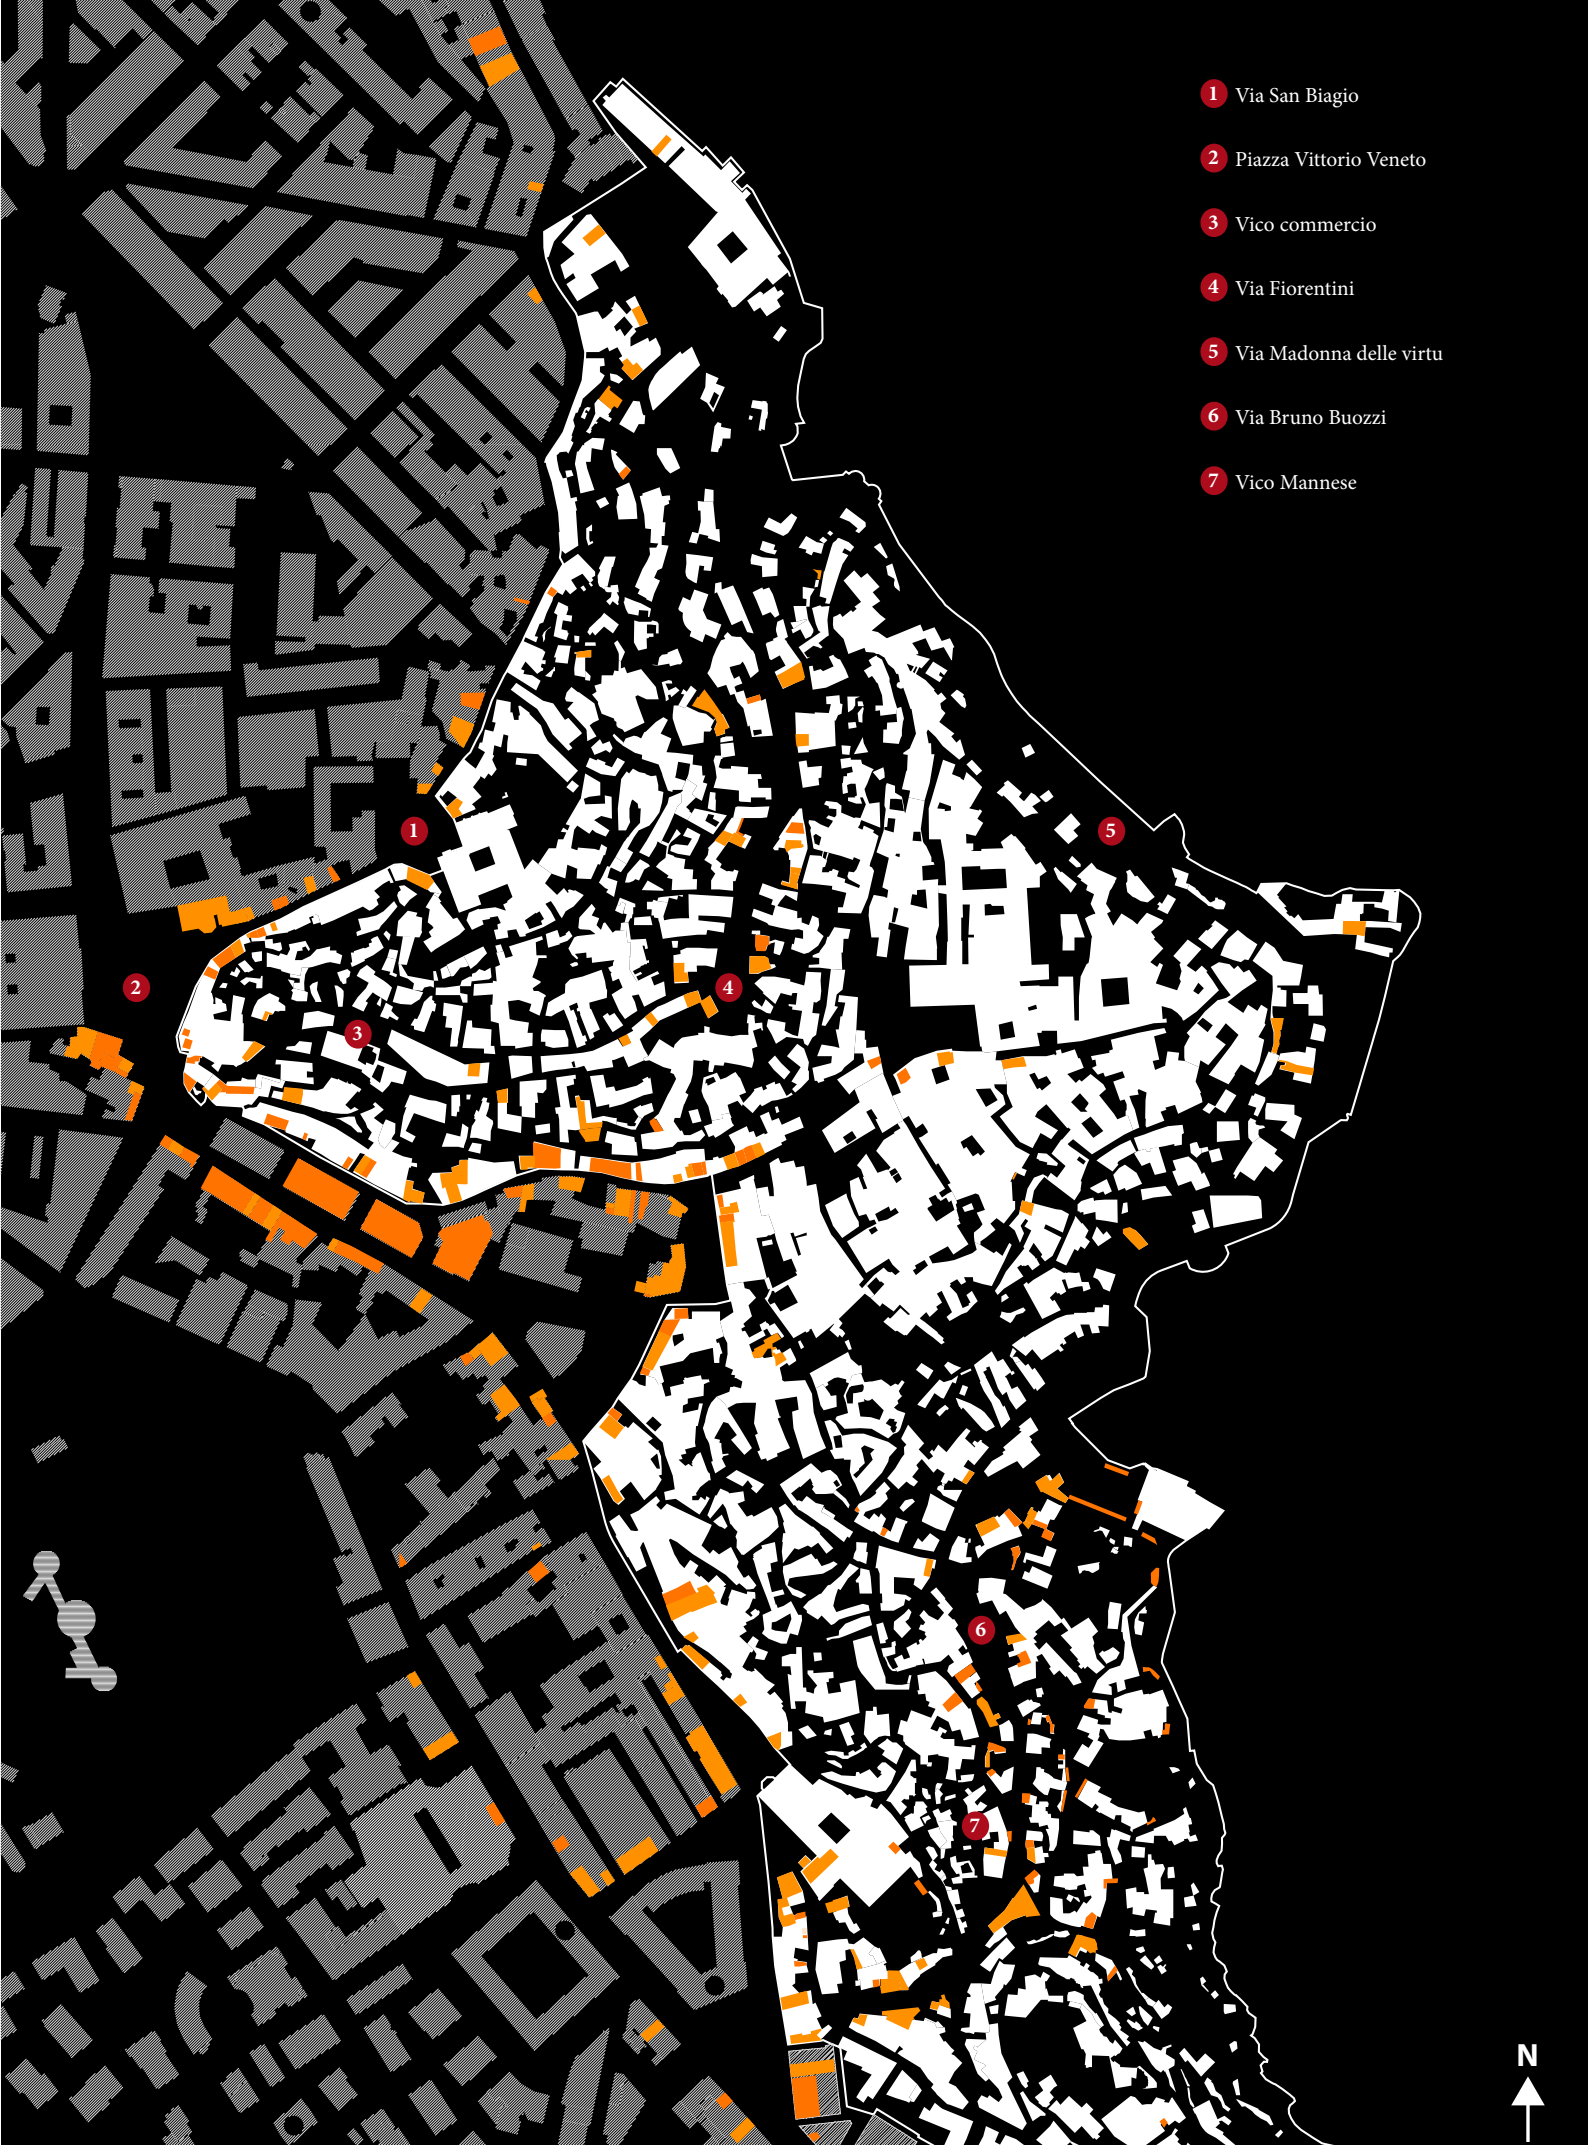 1 Via San Biagio
2 Piazza Vittorio Veneto
3 Vico commercio
4 Via Fiorentini
5 Via Madonna delle virtu
6 Via Bruno Buozzi
7 Vico Mannese
1
5
2
4
3
6
7
N